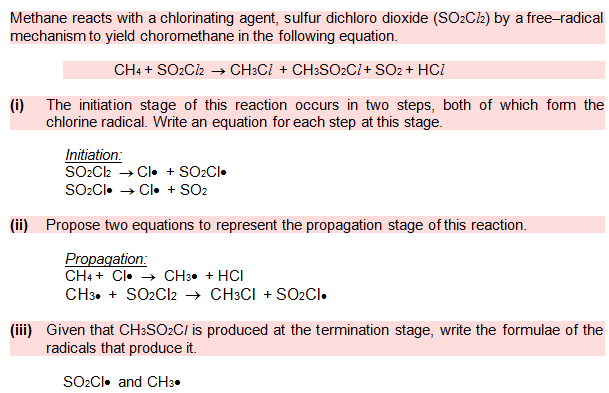 Methane reacts with a chlorinating agent, sulfur dichloro dioxide (SO₂Cl₂) by a free–radical
mechanism to yield choromethane in the following equation.
CH₄ + SO₂Cl₂ → CH₃Cl + CH₃SO₂Cl + SO₂ + HCl
(i) The initiation stage of this reaction occurs in two steps, both of which form the
chlorine radical. Write an equation for each step at this stage.
Initiation:
SO₂Cl₂ → Cl• + SO₂Cl•
SO₂Cl• → Cl• + SO₂
(ii) Propose two equations to represent the propagation stage of this reaction.
Propagation:
CH₄ + Cl• → CH₃• + HCl
CH₃• + SO₂Cl₂ → CH₃Cl + SO₂Cl•
(iii) Given that CH₃SO₂Cl is produced at the termination stage, write the formulae of the
radicals that produce it.
SO₂Cl• and CH₃•